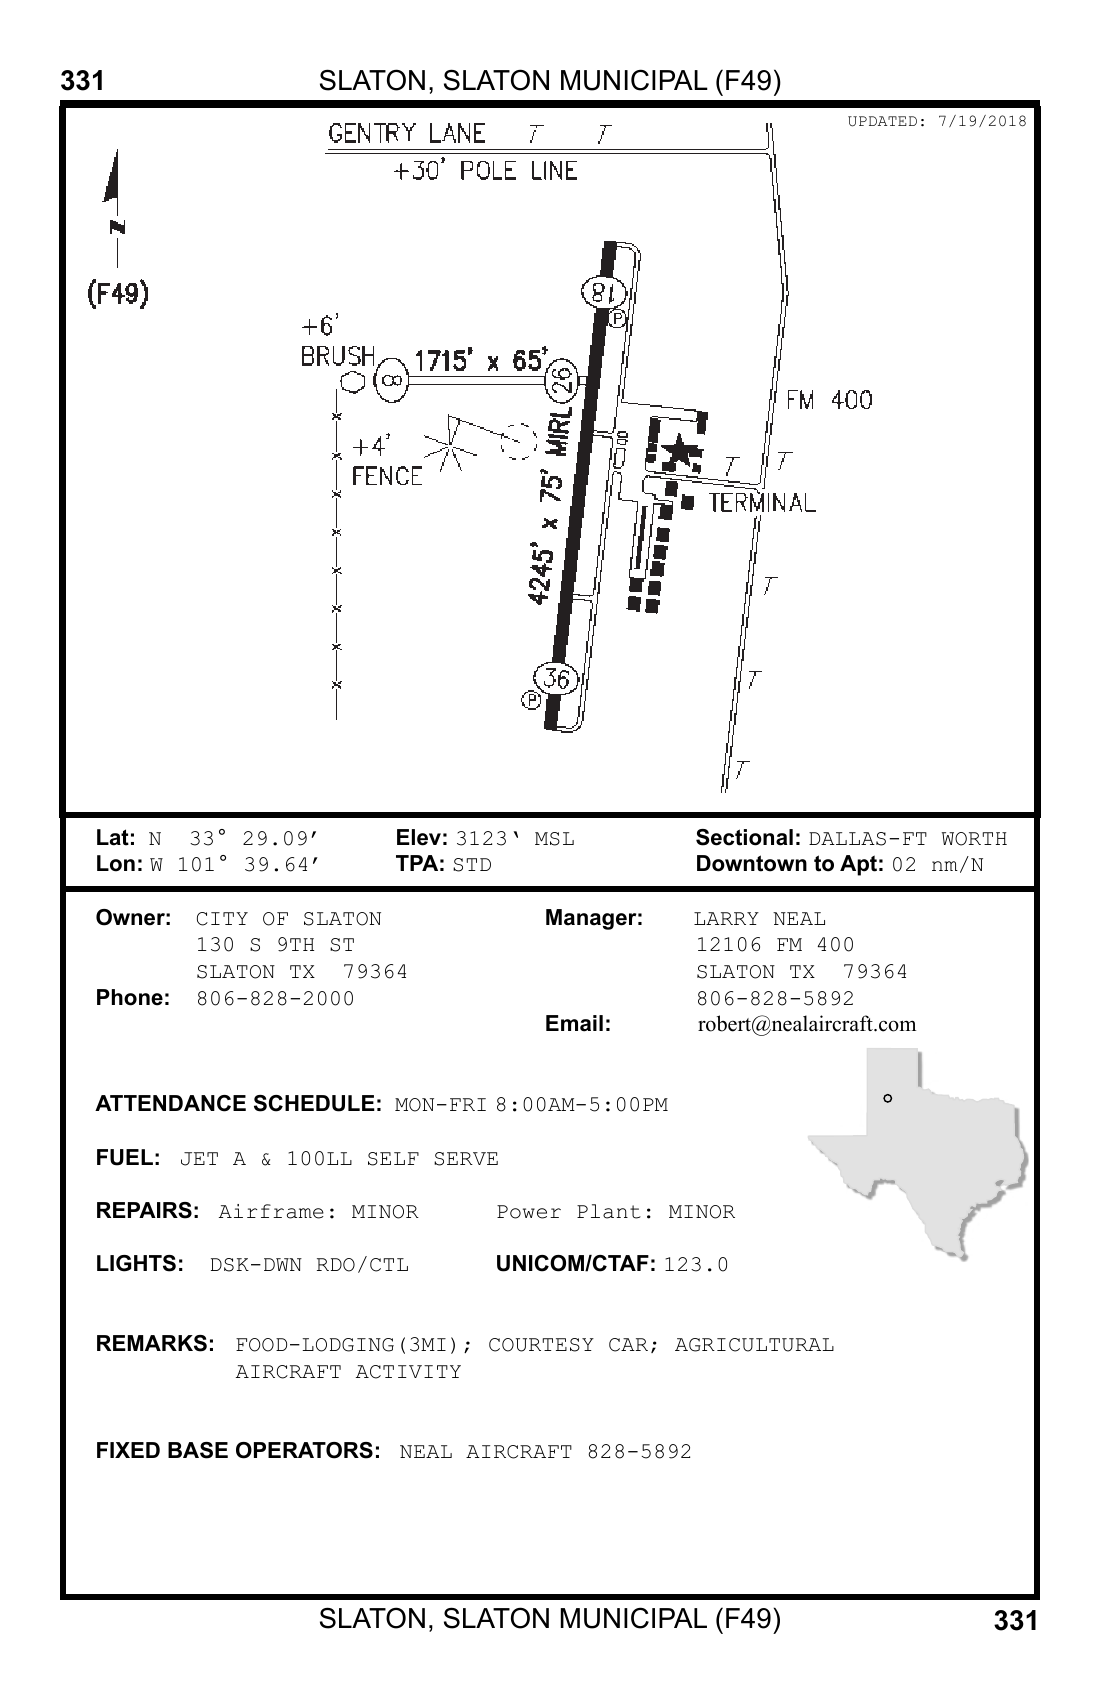 331 SLATON, SLATON MUNICIPAL (F49)
UPDATED: 7/19/2018
GENTRY LANE T T
+30' POLE LINE
N
(F49)
18
P
+6'
BRUSH
8 1715' x 65' 26
FM 400
+4'
FENCE
4245' x 75' MIRL
T T
TERMINAL
T
36
P
T
T
Lat: N 33° 29.09′ Elev: 3123‘ MSL Sectional: DALLAS-FT WORTH
Lon: W 101° 39.64′ TPA: STD Downtown to Apt: 02 nm/N
Owner: CITY OF SLATON Manager: LARRY NEAL
130 S 9TH ST 12106 FM 400
SLATON TX 79364 SLATON TX 79364
Phone: 806-828-2000 806-828-5892
Email: robert@nealaircraft.com
ATTENDANCE SCHEDULE: MON-FRI 8:00AM-5:00PM
FUEL: JET A & 100LL SELF SERVE
REPAIRS: Airframe: MINOR Power Plant: MINOR
LIGHTS: DSK-DWN RDO/CTL UNICOM/CTAF: 123.0
REMARKS: FOOD-LODGING(3MI); COURTESY CAR; AGRICULTURAL
AIRCRAFT ACTIVITY
FIXED BASE OPERATORS: NEAL AIRCRAFT 828-5892
SLATON, SLATON MUNICIPAL (F49) 331